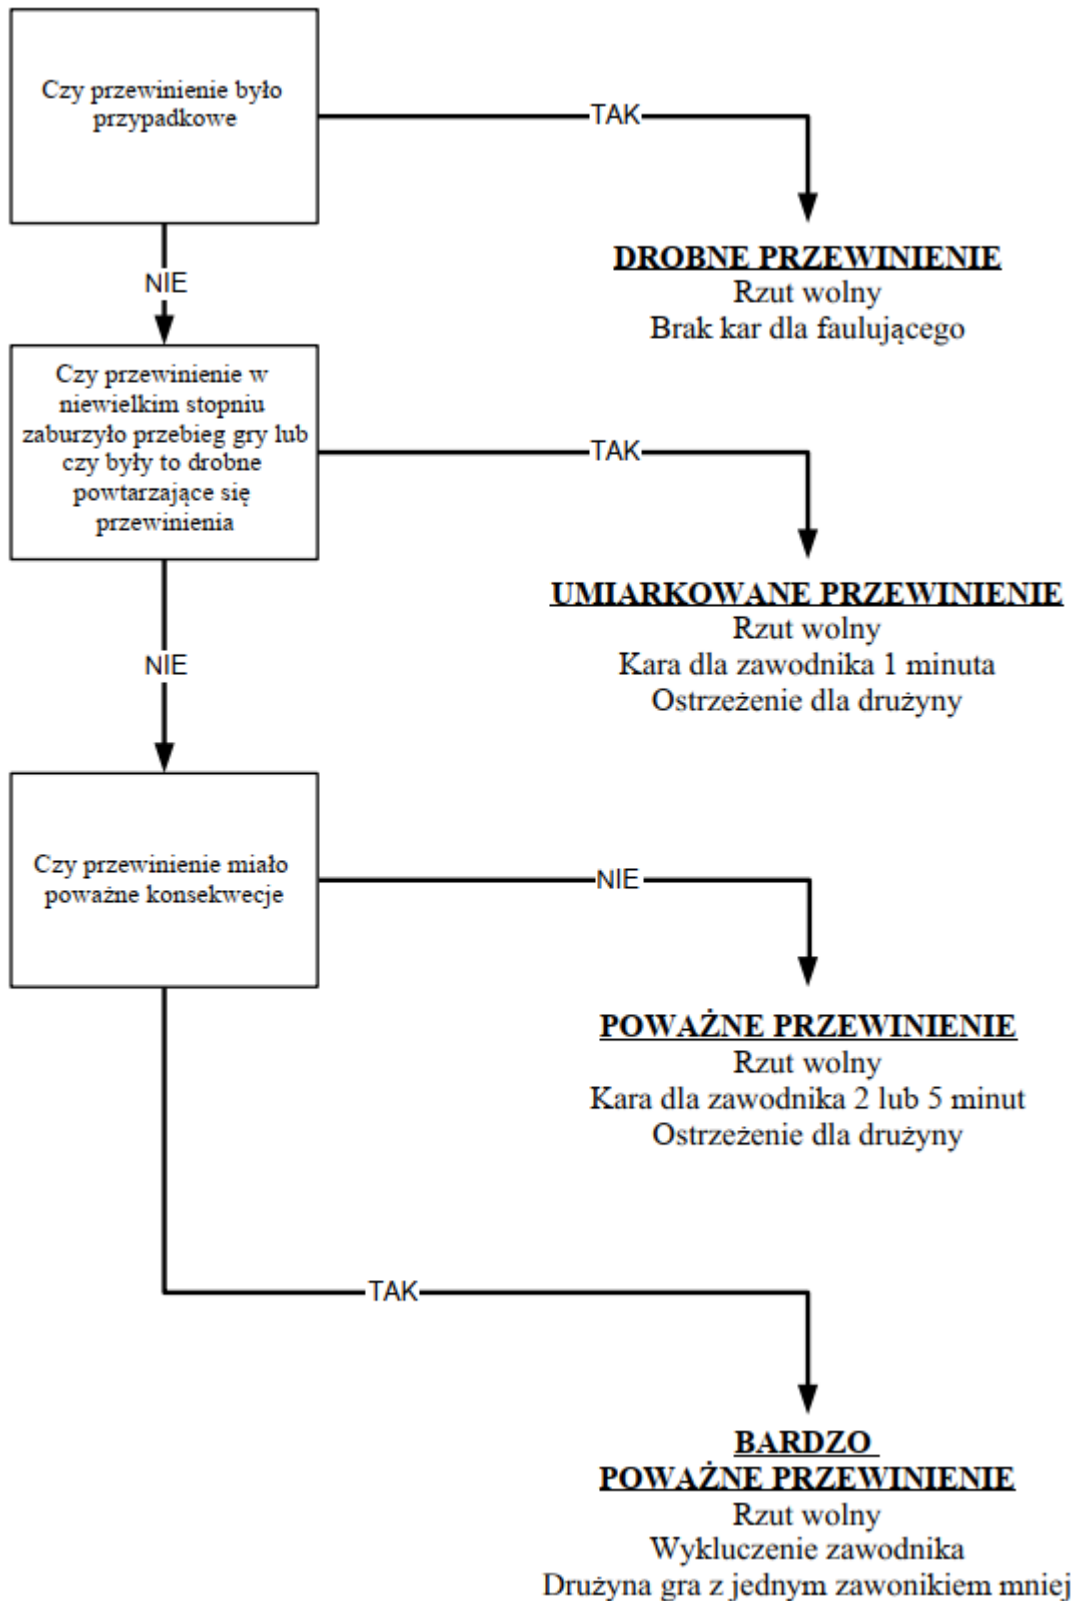 Czy przewinienie było
przypadkowe
TAK
DROBNE PRZEWINIENIE
Rzut wolny
Brak kar dla faulującego
NIE
Czy przewinienie w
niewielkim stopniu
zaburzyło przebieg gry lub
czy były to drobne
powtarzające się
przewinienia
TAK
UMIARKOWANE PRZEWINIENIE
Rzut wolny
Kara dla zawodnika 1 minuta
Ostrzeżenie dla drużyny
NIE
Czy przewinienie miało
poważne konsekwecje
NIE
POWAŻNE PRZEWINIENIE
Rzut wolny
Kara dla zawodnika 2 lub 5 minut
Ostrzeżenie dla drużyny
TAK
BARDZO
POWAŻNE PRZEWINIENIE
Rzut wolny
Wykluczenie zawodnika
Drużyna gra z jednym zawonikiem mniej